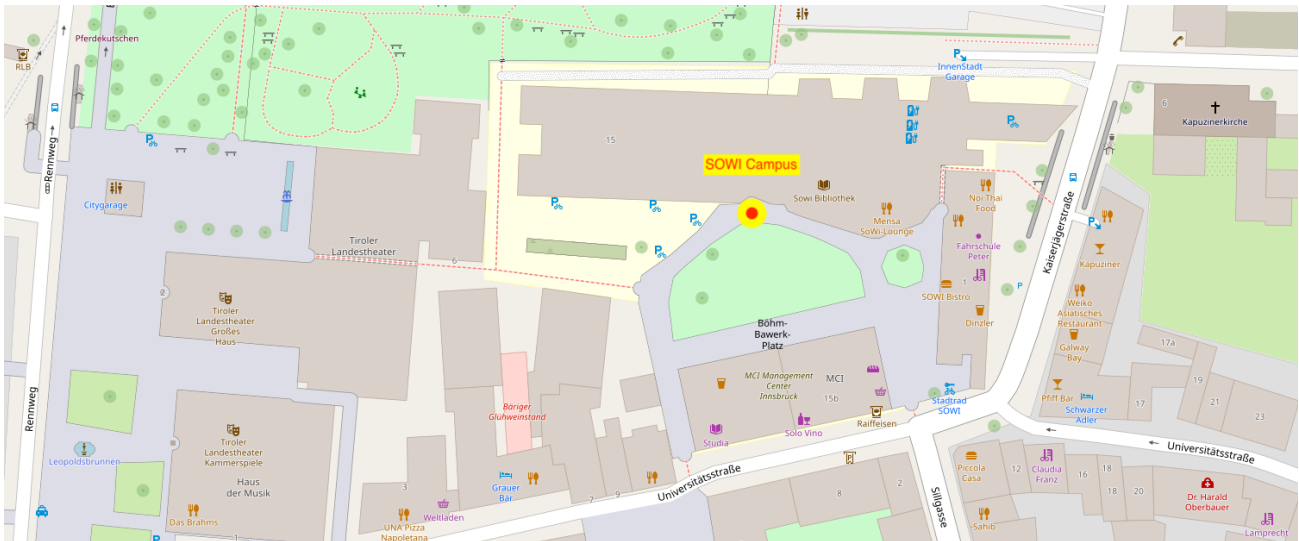 Pferdekutschen
RLB
Rennweg
Citygarage
InnenStadt
Garage
6
Kapuzinerkirche
15
SOWI Campus
Sowi Bibliothek
Mensa
SoWi-Lounge
Noi Thai
Food
Kaiserjägerstraße
Fahrschule
Peter
Kapuziner
P
1
SOWI Bistro
Dinzler
Weiko
Asiatisches
Restaurant
Galway
Bay
Tiroler
Landestheater
6
2
Tiroler
Landestheater
Großes
Haus
Böhm-
Bawerk-
Platz
MCI Management
Center
Innsbruck
MCI
15b
Bäriger
Glühweinstand
Stadtrad
SOWI
Pfiff Bar
Schwarzer
Adler
17
17a
19
21
23
Rennweg
Leopoldsbrunnen
Tiroler
Landestheater
Kammerspiele
Haus
der Musik
Das Brahms
1
3
Weltladen
UNA Pizza
Napoletana
Grauer
Bär
7
9
Studia
Solo Vino
Raiffeisen
Universitätsstraße
Universitätsstraße
8
2
Sillgasse
Piccola
Casa
12
Claudia
Franz
16
18
18
20
Sahib
Dr. Harald
Oberbauer
Lamprecht